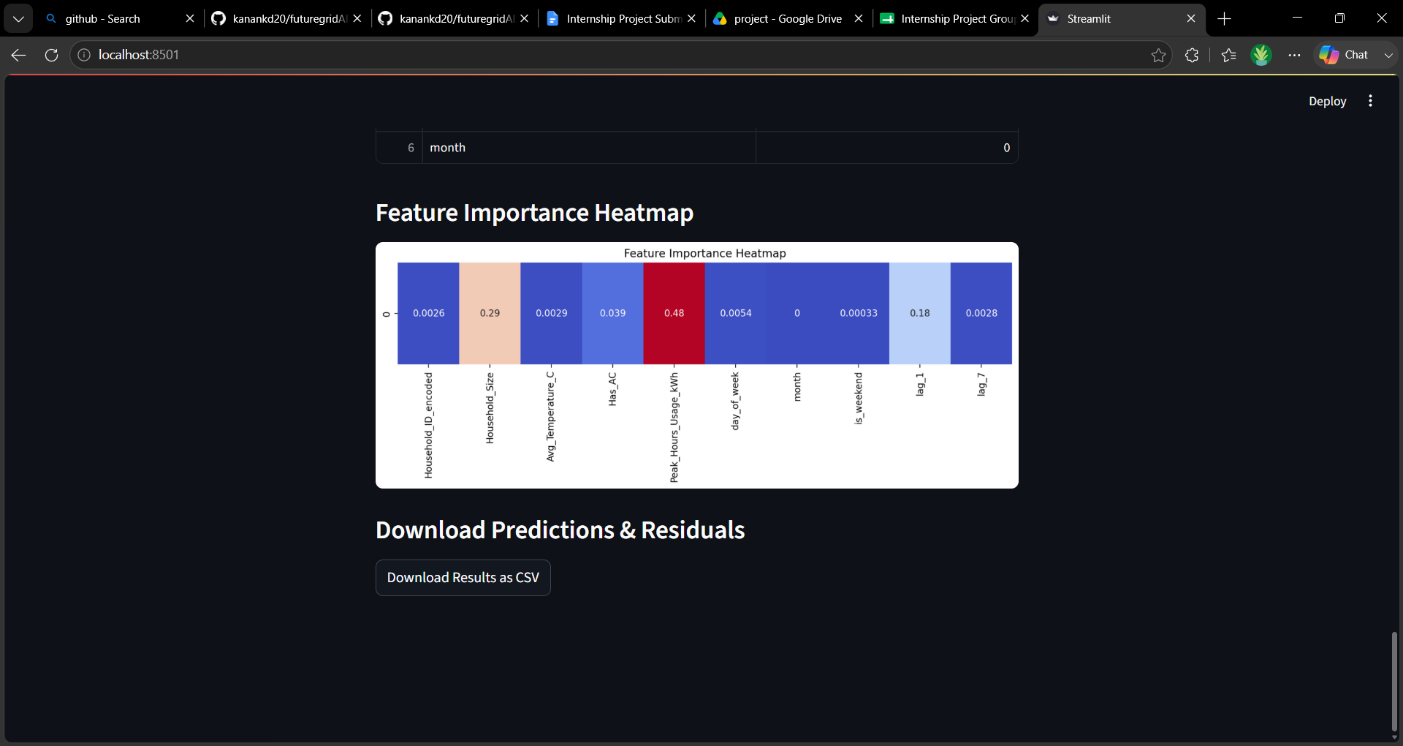 github - Search
kanankd20/futuregridAI
kanankd20/futuregridAI
Internship Project Subm
project - Google Drive
Internship Project Group
Streamlit
localhost:8501
Chat
Deploy
6 month 0
Feature Importance Heatmap
Feature Importance Heatmap
0
0.0026 0.29 0.0029 0.039 0.48 0.0054 0 0.00033 0.18 0.0028
Household_ID_encoded
Household_Size
Avg_Temperature_C
Has_AC
Peak_Hours_Usage_kWh
day_of_week
month
is_weekend
lag_1
lag_7
Download Predictions & Residuals
Download Results as CSV